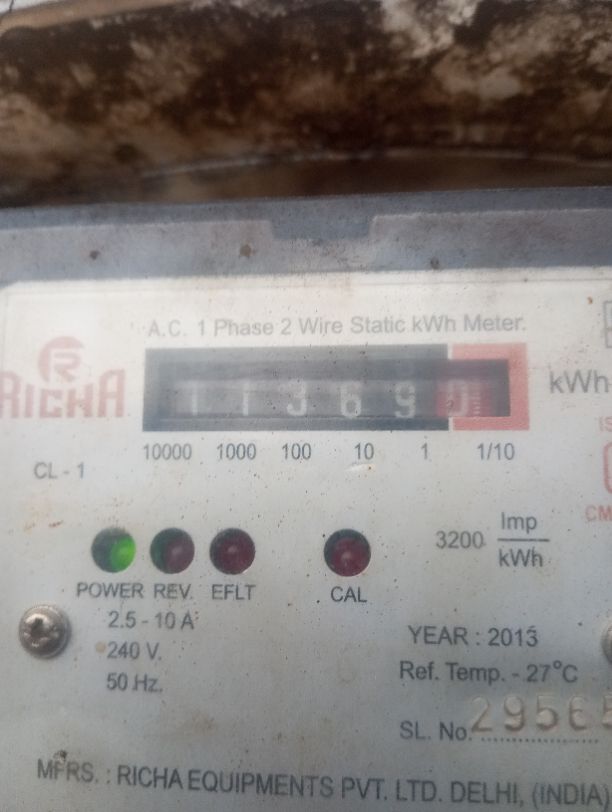 A.C. 1 Phase 2 Wire Static kWh Meter.
RICHA
1 1 3 6 9 0
kWh
10000 1000 100 10 1 1/10
CL - 1
3200 Imp
kWh
POWER REV. EFLT CAL
2.5 - 10 A
240 V.
50 Hz.
YEAR : 2013
Ref. Temp. - 27°C
SL. No. 29565
MFRS. : RICHA EQUIPMENTS PVT. LTD. DELHI, (INDIA)